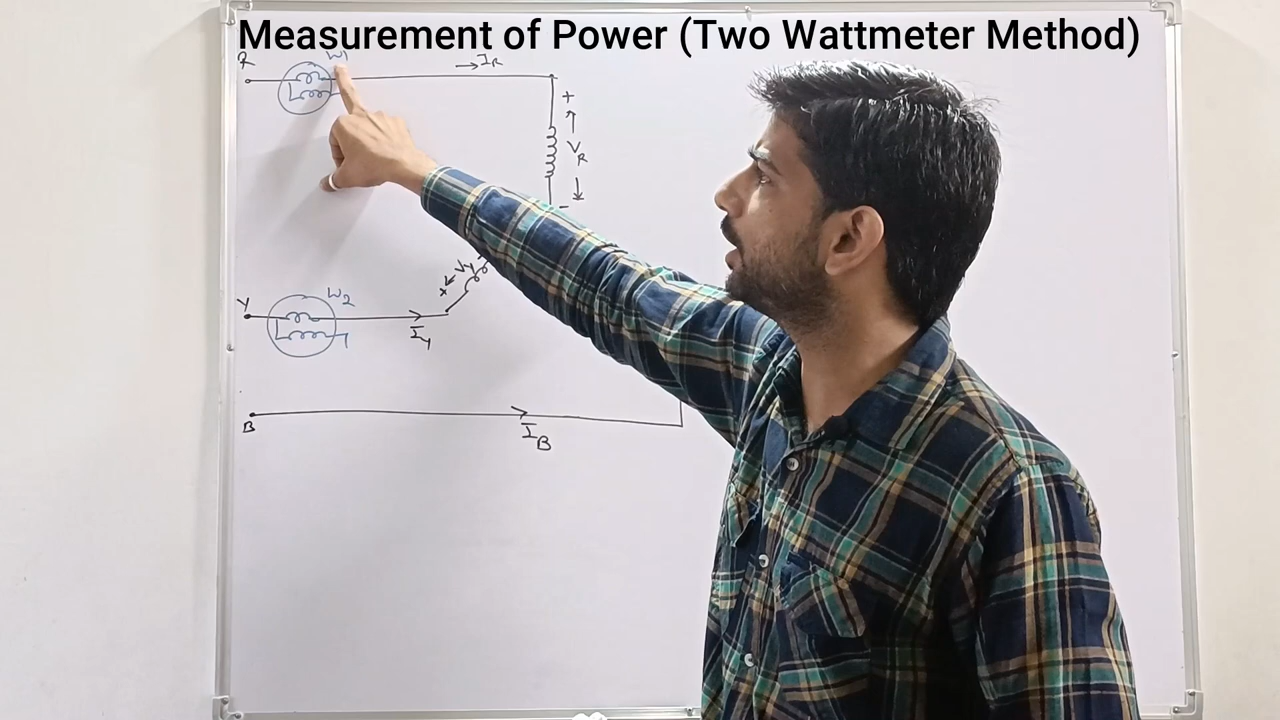 Measurement of Power (Two Wattmeter Method)
R
W1
→IR
+
VR
-
Vy
+
Y
W2
Iy
B
IB